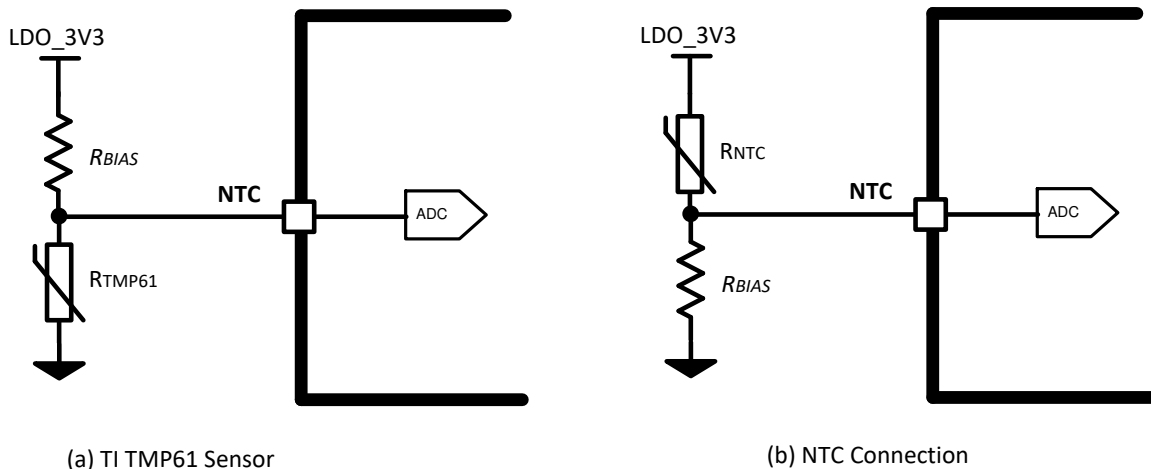 LDO_3V3
RBIAS
NTC
ADC
RTMP61
(a) TI TMP61 Sensor
LDO_3V3
RNTC
NTC
ADC
RBIAS
(b) NTC Connection